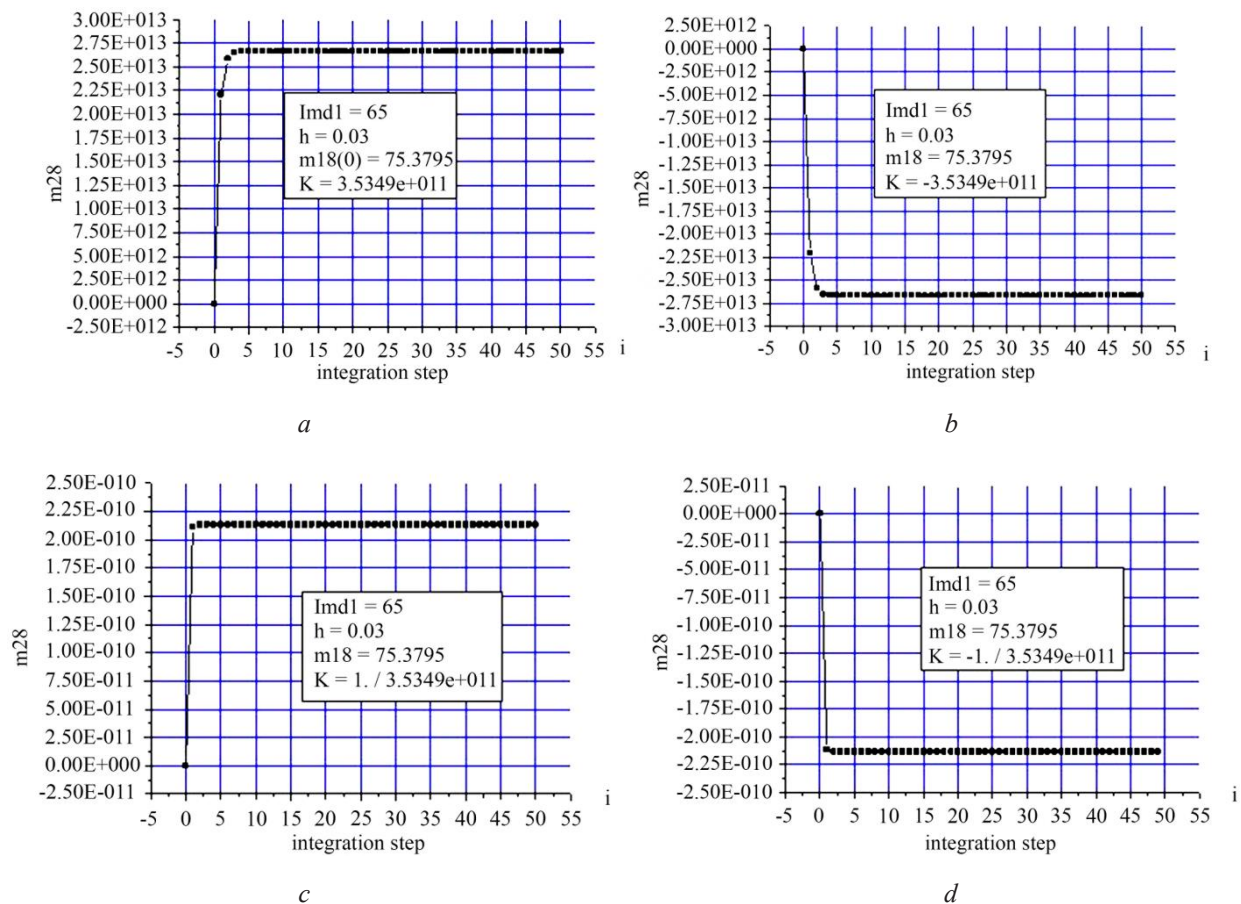 3.00E+013
2.75E+013
2.50E+013
2.25E+013
2.00E+013
1.75E+013
1.50E+013
1.25E+013
1.00E+013
7.50E+012
5.00E+012
2.50E+012
0.00E+000
-2.50E+012
m28
Imd1 = 65
h = 0.03
m18(0) = 75.3795
K = 3.5349e+011
-5 0 5 10 15 20 25 30 35 40 45 50 55 i
integration step
a
2.50E+012
0.00E+000
-2.50E+012
-5.00E+012
-7.50E+012
-1.00E+013
-1.25E+013
-1.50E+013
-1.75E+013
-2.00E+013
-2.25E+013
-2.50E+013
-2.75E+013
-3.00E+013
m28
Imd1 = 65
h = 0.03
m18 = 75.3795
K = -3.5349e+011
-5 0 5 10 15 20 25 30 35 40 45 50 55 i
integration step
b
2.50E-010
2.25E-010
2.00E-010
1.75E-010
1.50E-010
1.25E-010
1.00E-010
7.50E-011
5.00E-011
2.50E-011
0.00E+000
-2.50E-011
m28
Imd1 = 65
h = 0.03
m18 = 75.3795
K = 1. / 3.5349e+011
-5 0 5 10 15 20 25 30 35 40 45 50 55 i
integration step
c
2.50E-011
0.00E+000
-2.50E-011
-5.00E-011
-7.50E-011
-1.00E-010
-1.25E-010
-1.50E-010
-1.75E-010
-2.00E-010
-2.25E-010
-2.50E-010
m28
Imd1 = 65
h = 0.03
m18 = 75.3795
K = -1. / 3.5349e+011
-5 0 5 10 15 20 25 30 35 40 45 50 55 i
integration step
d